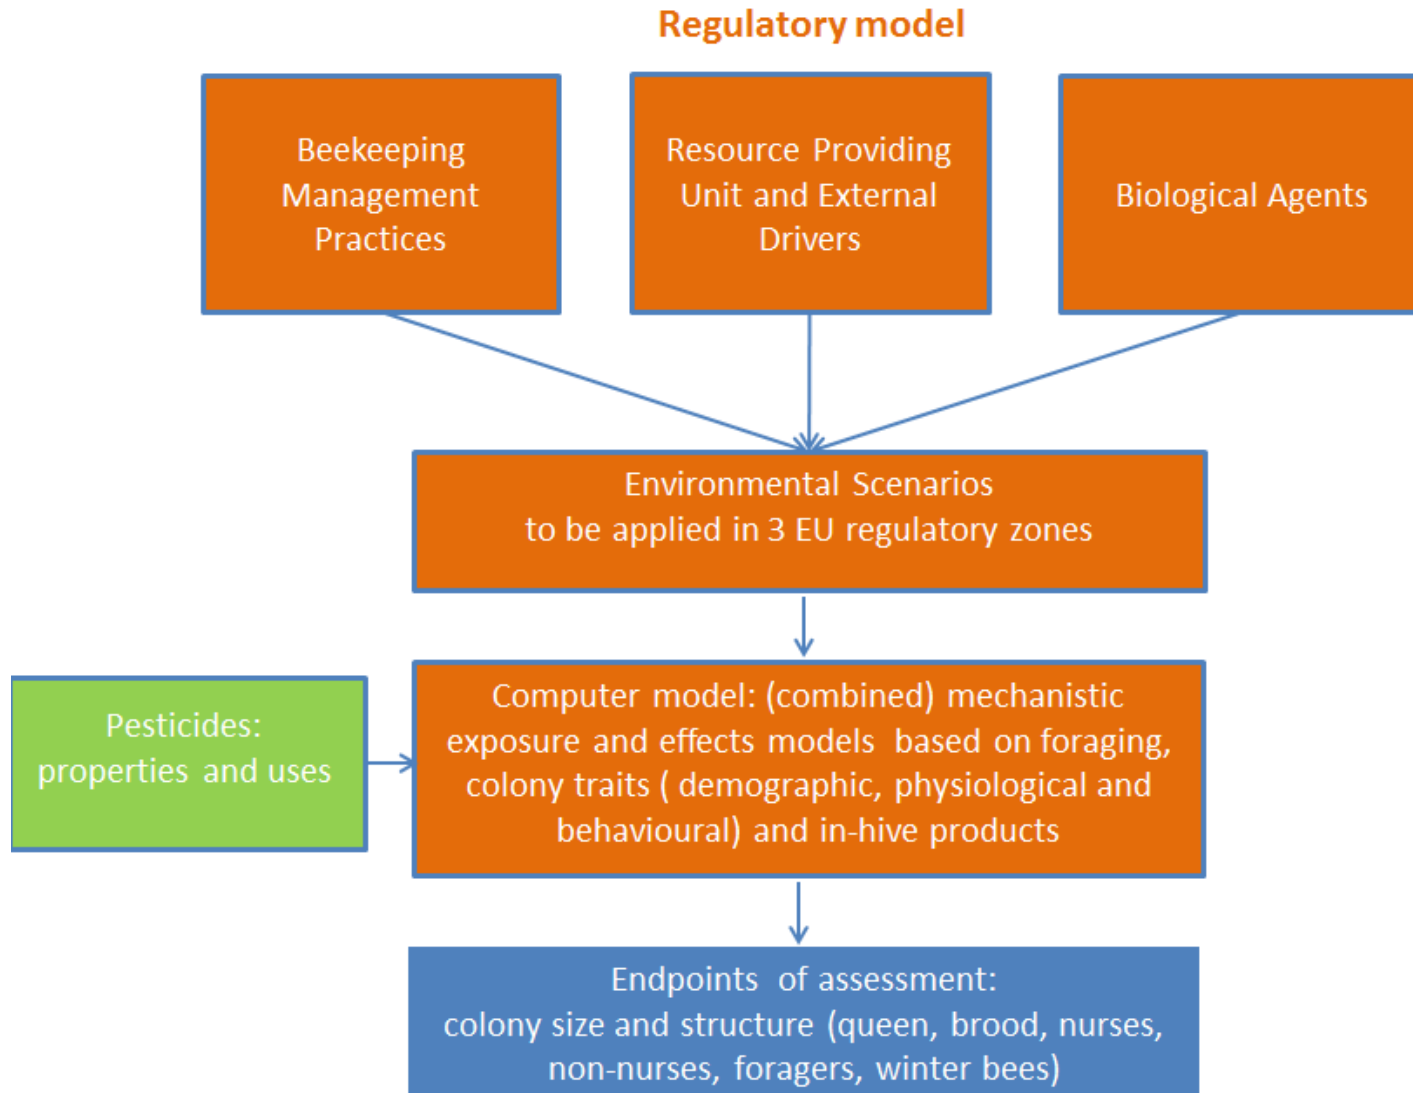 Regulatory model
Beekeeping
Management
Practices
Resource Providing
Unit and External
Drivers
Biological Agents
Environmental Scenarios
to be applied in 3 EU regulatory zones
Pesticides:
properties and uses
Computer model: (combined) mechanistic
exposure and effects models based on foraging,
colony traits ( demographic, physiological and
behavioural) and in-hive products
Endpoints of assessment:
colony size and structure (queen, brood, nurses,
non-nurses, foragers, winter bees)